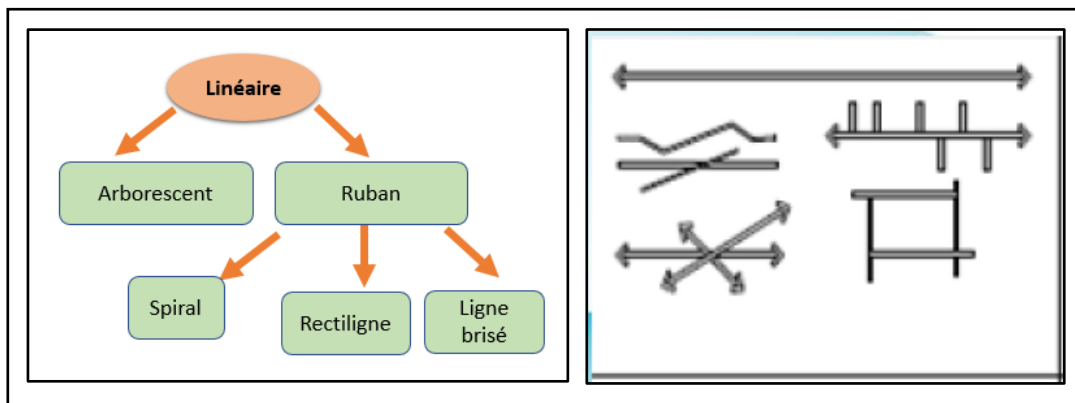 Linéaire
Arborescent
Ruban
Spiral
Rectiligne
Ligne
brisé